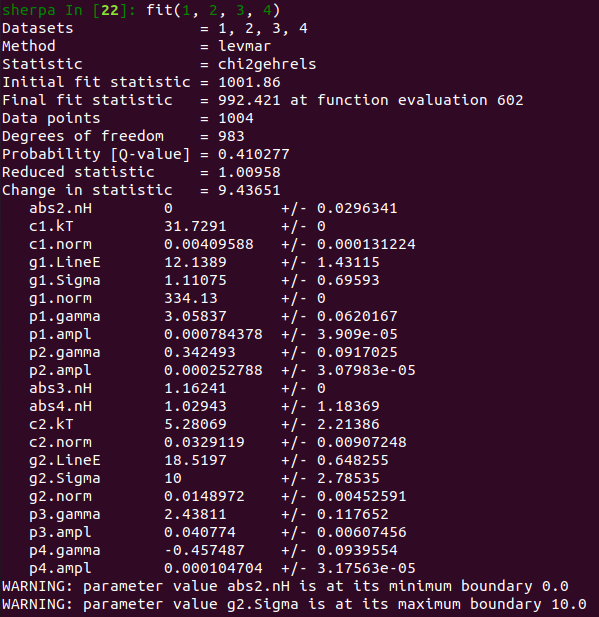 sherpa In [22]: fit(1, 2, 3, 4)
Datasets = 1, 2, 3, 4
Method = levmar
Statistic = chi2gehrels
Initial fit statistic = 1001.86
Final fit statistic = 992.421 at function evaluation 602
Data points = 1004
Degrees of freedom = 983
Probability [Q-value] = 0.410277
Reduced statistic = 1.00958
Change in statistic = 9.43651
abs2.nH 0 +/- 0.0296341
c1.kT 31.7291 +/- 0
c1.norm 0.00409588 +/- 0.000131224
g1.LineE 12.1389 +/- 1.43115
g1.Sigma 1.11075 +/- 0.69593
g1.norm 334.13 +/- 0
p1.gamma 3.05837 +/- 0.0620167
p1.ampl 0.000784378 +/- 3.909e-05
p2.gamma 0.342493 +/- 0.0917025
p2.ampl 0.000252788 +/- 3.07983e-05
abs3.nH 1.16241 +/- 0
abs4.nH 1.02943 +/- 1.18369
c2.kT 5.28069 +/- 2.21386
c2.norm 0.0329119 +/- 0.00907248
g2.LineE 18.5197 +/- 0.648255
g2.Sigma 10 +/- 2.78535
g2.norm 0.0148972 +/- 0.00452591
p3.gamma 2.43811 +/- 0.117652
p3.ampl 0.040774 +/- 0.00607456
p4.gamma -0.457487 +/- 0.0939554
p4.ampl 0.000104704 +/- 3.17563e-05
WARNING: parameter value abs2.nH is at its minimum boundary 0.0
WARNING: parameter value g2.Sigma is at its maximum boundary 10.0